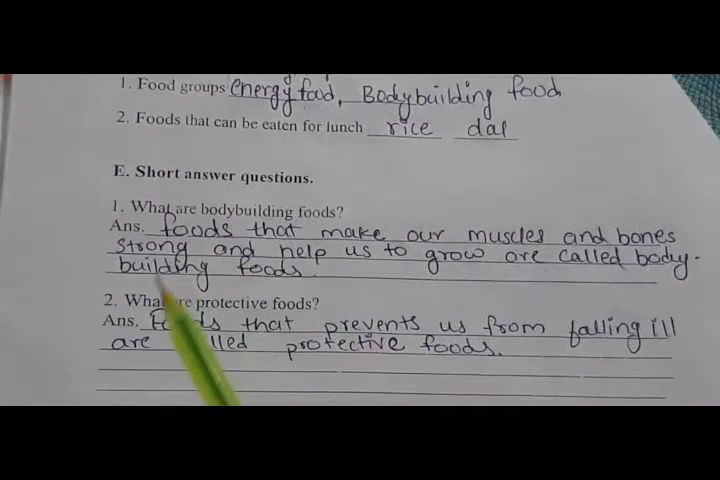 1. Food groups energy food, Bodybuilding food
2. Foods that can be eaten for lunch rice dal
E. Short answer questions.
1. What are bodybuilding foods?
Ans. foods that make our muscles and bones
strong and help us to grow are called body-
building foods.
2. What are protective foods?
Ans. Foods that prevents us from falling ill
are called protective foods.